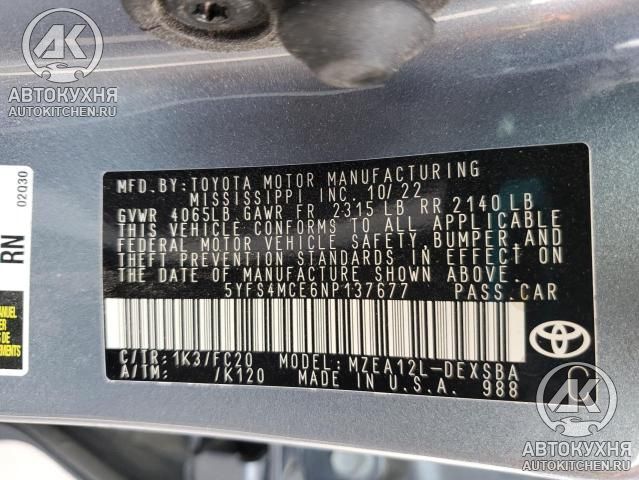 AK
АВТОКУХНЯ
AUTOKITCHEN.RU
02030
RN
MFD.BY: TOYOTA MOTOR MANUFACTURING
MISSISSIPPI INC. 10/22
GVWR 4065LB GAWR FR 2315 LB RR 2140 LB
THIS VEHICLE CONFORMS TO ALL APPLICABLE
FEDERAL MOTOR VEHICLE SAFETY, BUMPER, AND
THEFT PREVENTION STANDARDS IN EFFECT ON
THE DATE OF MANUFACTURE SHOWN ABOVE.
5YFS4MCE6NP137677 PASS.CAR
C/TR: 1K3/FC20 MODEL: MZEA12L-DEXSBA
A/TM: /K120 MADE IN U.S.A. 988
C
AK
АВТОКУХНЯ
AUTOKITCHEN.RU